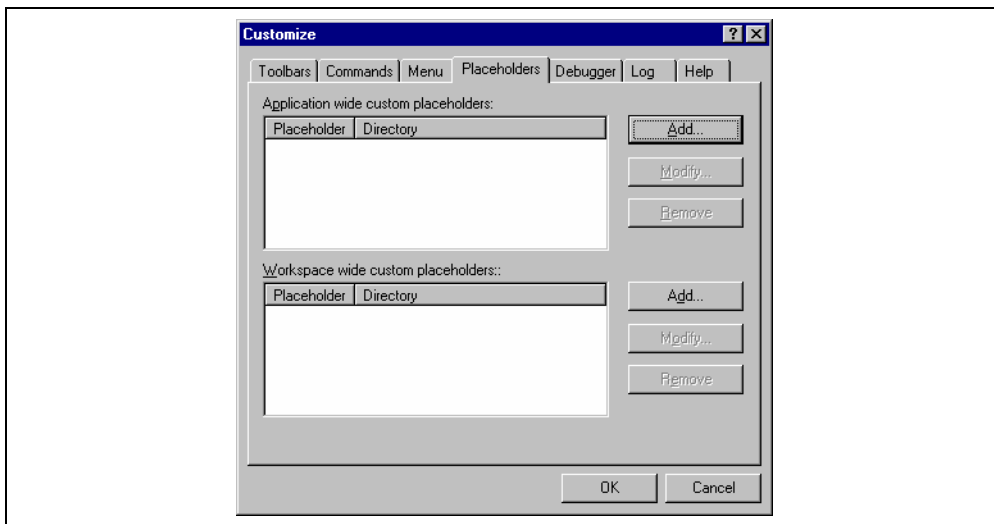 Customize
Toolbars Commands Menu Placeholders Debugger Log Help
Application wide custom placeholders:
Placeholder Directory
Add...
Modify...
Remove
Workspace wide custom placeholders::
Placeholder Directory
Add...
Modify...
Remove
OK Cancel